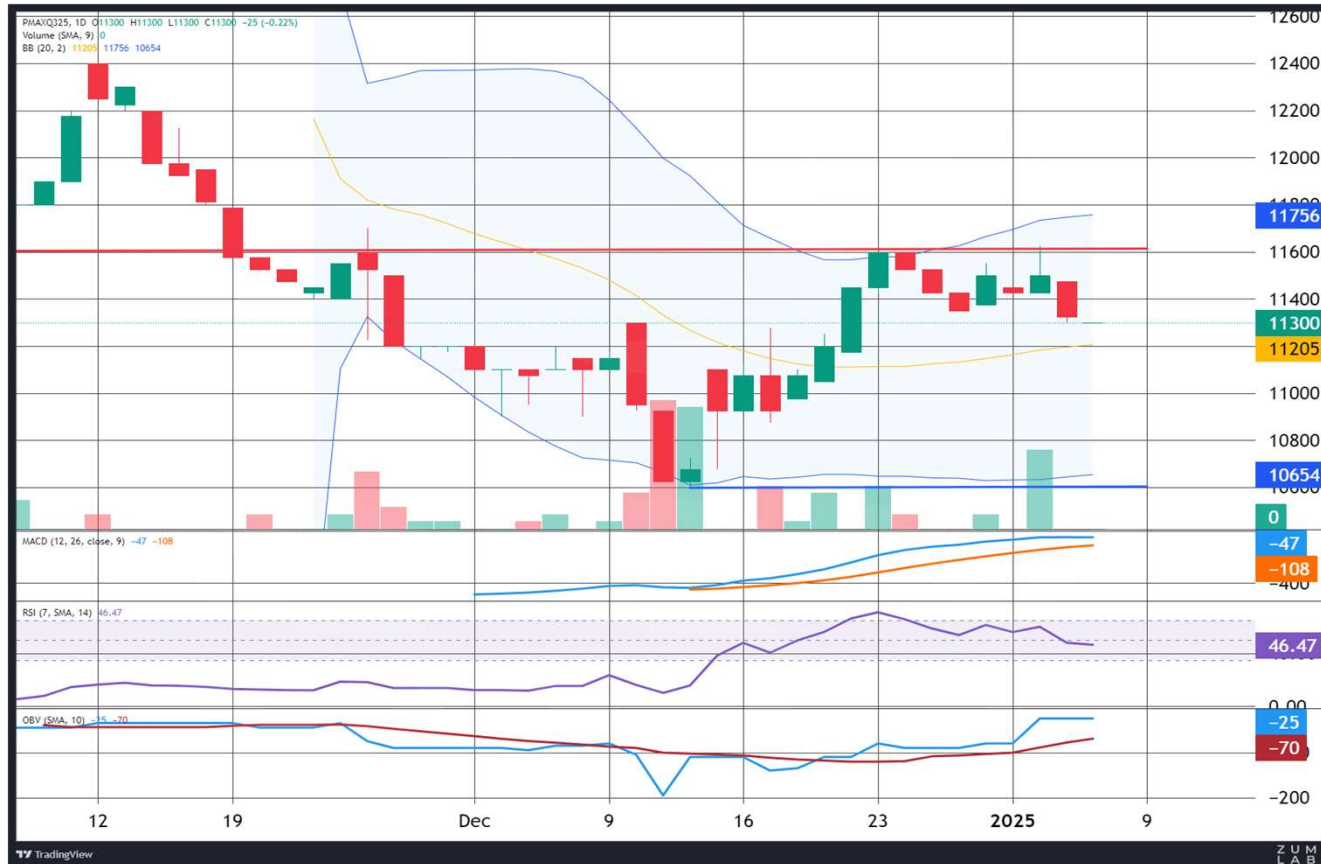 PMAXQ325, 1D O11300 H11300 L11300 C11300 −25 (−0.22%)
Volume (SMA, 9) 0
BB (20, 2) 11205 11756 10654
12600
12400
12200
12000
11800
11756
11600
11400
11300
11205
11000
10800
10654
10600
0
MACD (12, 26, close, 9) −47 −108
−47
−108
−400
RSI (7, SMA, 14) 46.47
46.47
0.00
OBV (SMA, 10) −25 −70
−25
−70
−200
12 19 Dec 9 16 23 2025 9
TradingView
ZUM
LAB